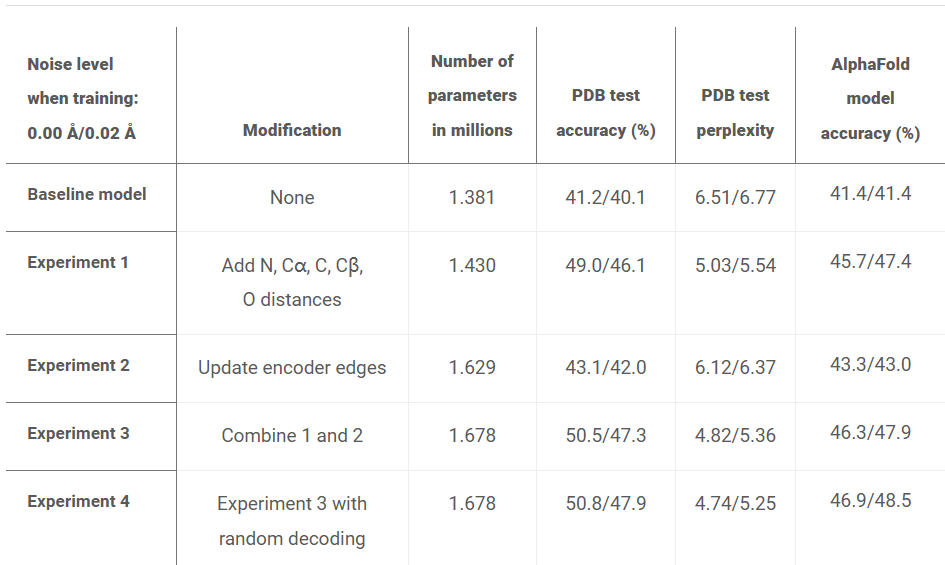 Noise level
when training:
0.00 Å/0.02 Å
Modification
Number of
parameters
in millions
PDB test
accuracy (%)
PDB test
perplexity
AlphaFold
model
accuracy (%)
Baseline model
None
1.381
41.2/40.1
6.51/6.77
41.4/41.4
Experiment 1
Add N, Cα, C, Cβ,
O distances
1.430
49.0/46.1
5.03/5.54
45.7/47.4
Experiment 2
Update encoder edges
1.629
43.1/42.0
6.12/6.37
43.3/43.0
Experiment 3
Combine 1 and 2
1.678
50.5/47.3
4.82/5.36
46.3/47.9
Experiment 4
Experiment 3 with
random decoding
1.678
50.8/47.9
4.74/5.25
46.9/48.5